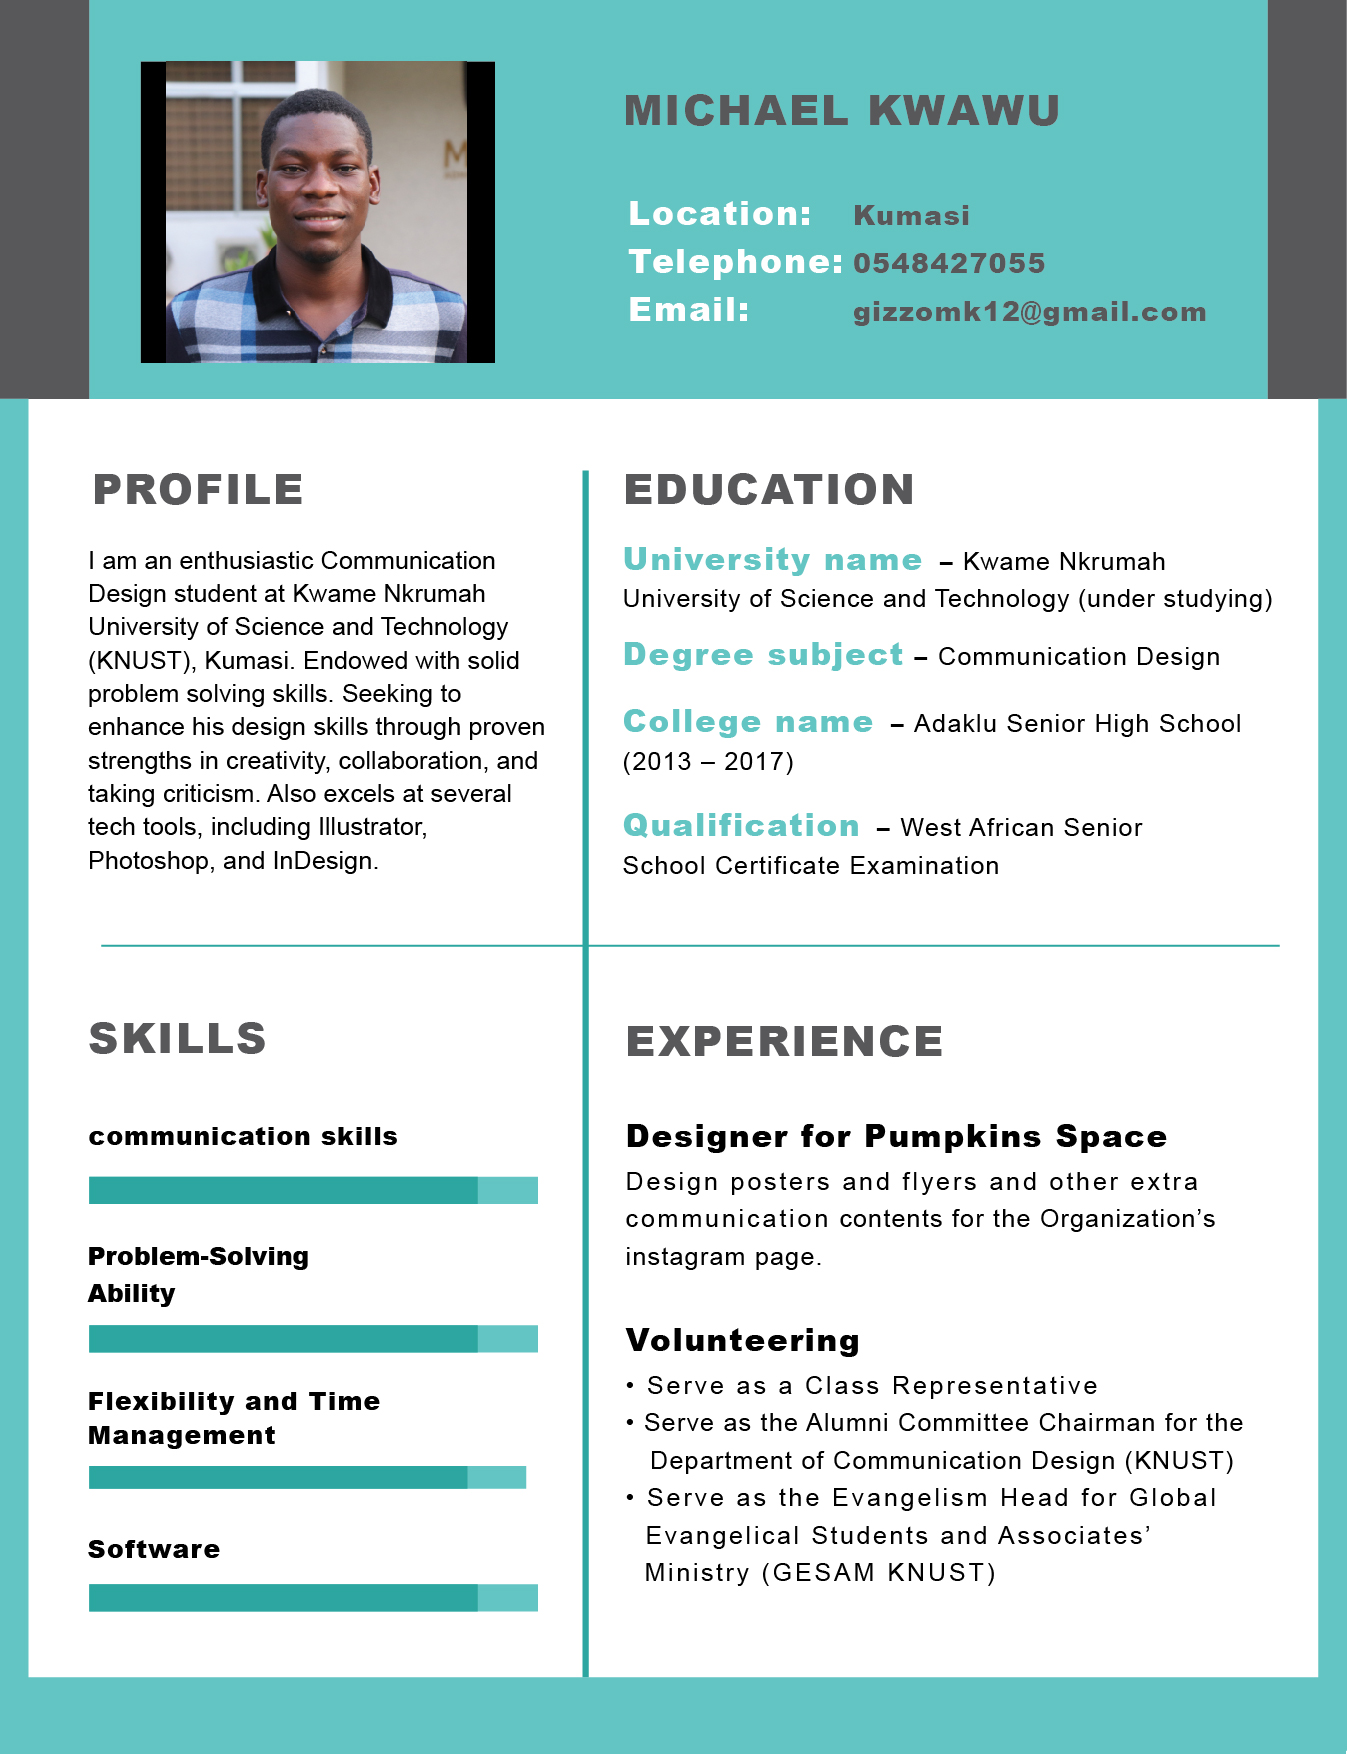 MICHAEL KWAWU
Location: Kumasi
Telephone: 0548427055
Email: gizzomk12@gmail.com
PROFILE
I am an enthusiastic Communication
Design student at Kwame Nkrumah
University of Science and Technology
(KNUST), Kumasi. Endowed with solid
problem solving skills. Seeking to
enhance his design skills through proven
strengths in creativity, collaboration, and
taking criticism. Also excels at several
tech tools, including Illustrator,
Photoshop, and InDesign.
EDUCATION
University name – Kwame Nkrumah
University of Science and Technology (under studying)
Degree subject – Communication Design
College name – Adaklu Senior High School
(2013 – 2017)
Qualification – West African Senior
School Certificate Examination
SKILLS
communication skills
Problem-Solving
Ability
Flexibility and Time
Management
Software
EXPERIENCE
Designer for Pumpkins Space
Design posters and flyers and other extra
communication contents for the Organization’s
instagram page.
Volunteering
• Serve as a Class Representative
• Serve as the Alumni Committee Chairman for the
Department of Communication Design (KNUST)
• Serve as the Evangelism Head for Global
Evangelical Students and Associates’
Ministry (GESAM KNUST)